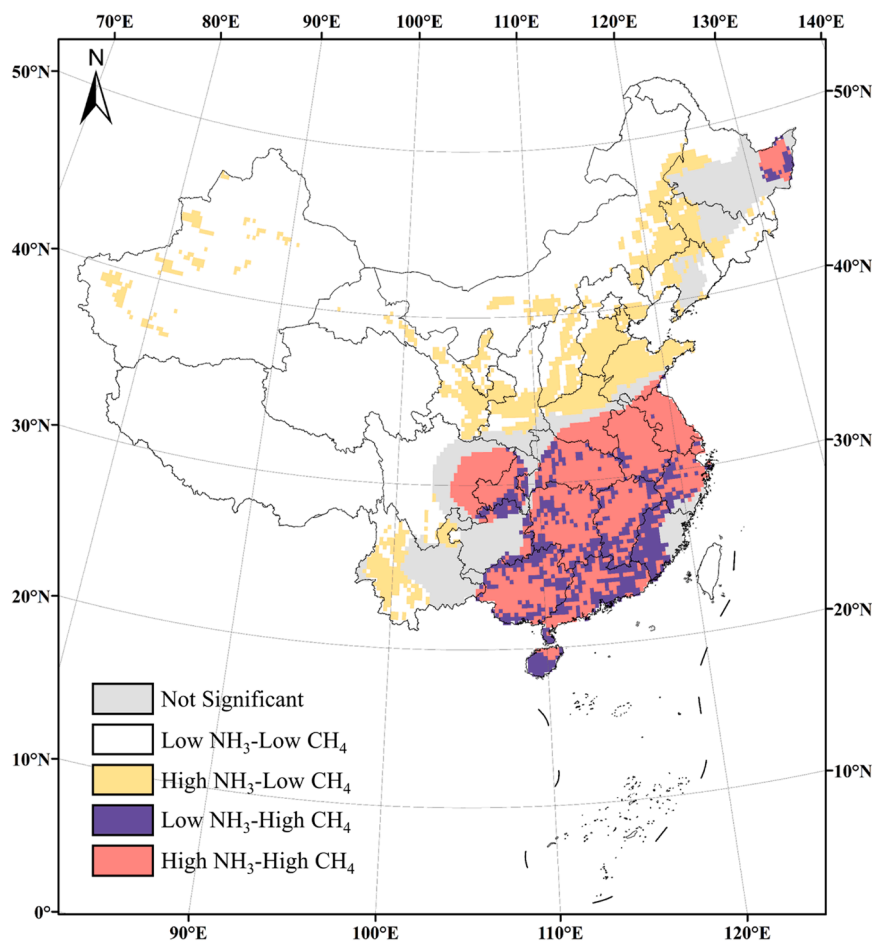 70°E 80°E 90°E 100°E 110°E 120°E 130°E 140°E
N
50°N 50°N
40°N 40°N
30°N 30°N
20°N 20°N
Not Significant
Low NH₃-Low CH₄
10°N 10°N
High NH₃-Low CH₄
Low NH₃-High CH₄
High NH₃-High CH₄
0°
90°E 100°E 110°E 120°E